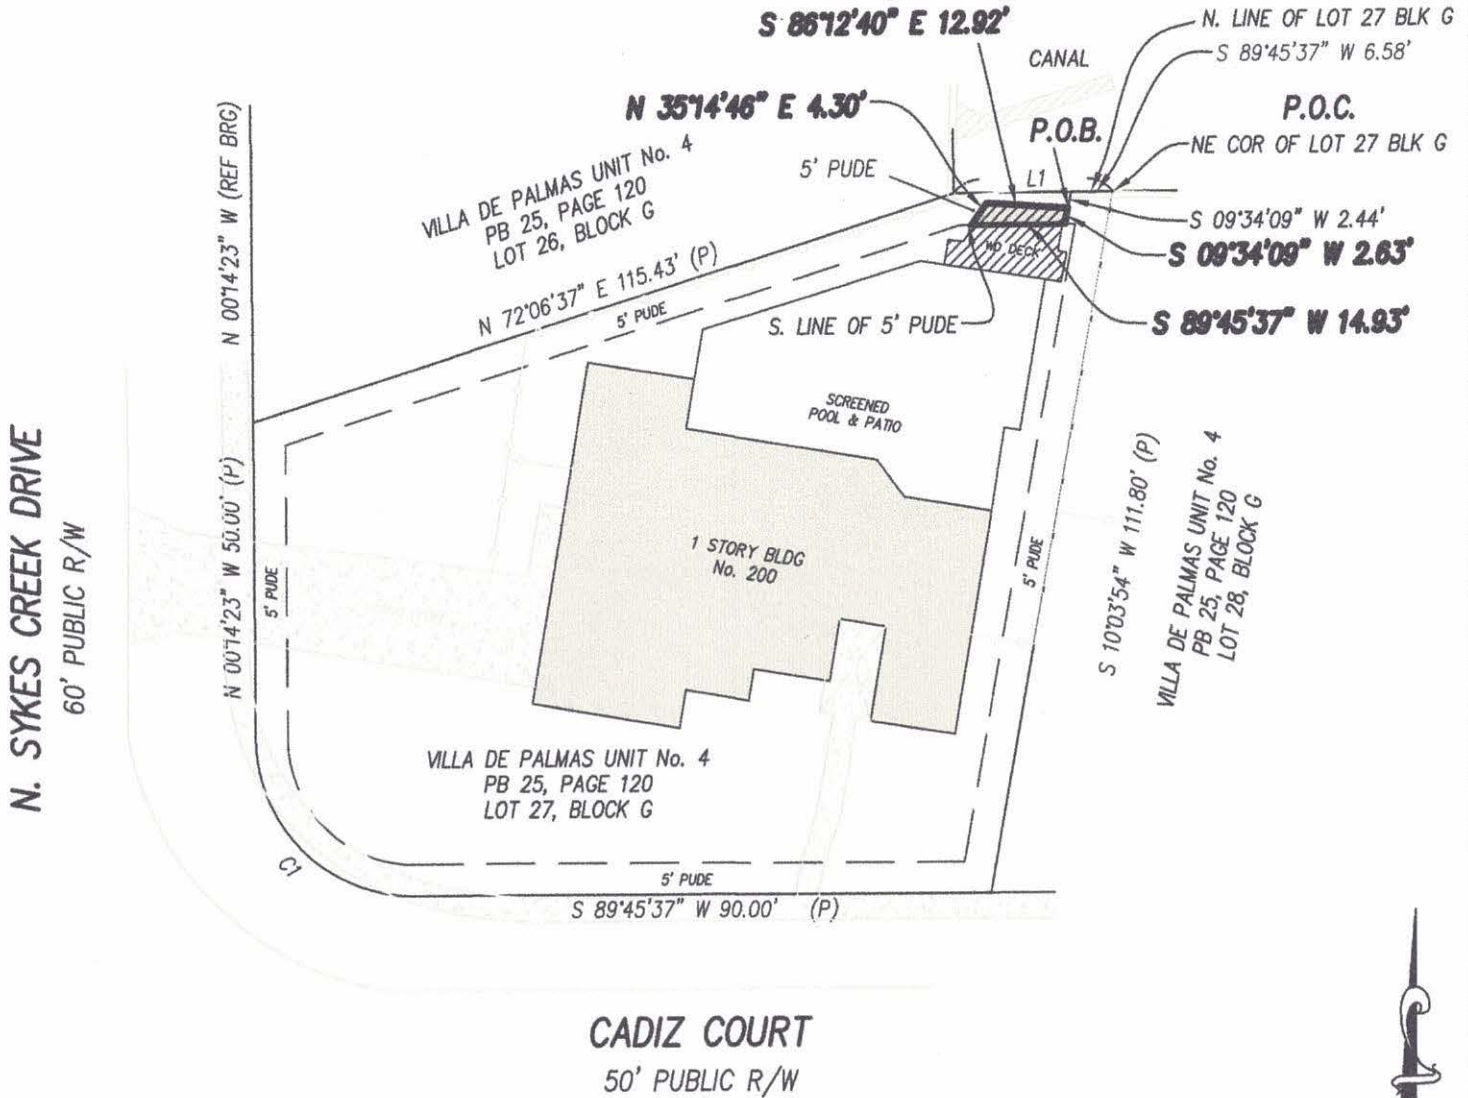 S 86°12'40" E 12.92'
N. LINE OF LOT 27 BLK G
S 89°45'37" W 6.58'
CANAL
N 35°14'46" E 4.30'
P.O.C.
P.O.B.
NE COR OF LOT 27 BLK G
5' PUDE
L1
S 09°34'09" W 2.44'
S 09°34'09" W 2.63'
WD DECK
S 89°45'37" W 14.93'
S. LINE OF 5' PUDE
N 00°14'23" W (REF BRG)
VILLA DE PALMAS UNIT No. 4
PB 25, PAGE 120
LOT 26, BLOCK G
N 72°06'37" E 115.43' (P)
5' PUDE
SCREENED
POOL & PATIO
N. SYKES CREEK DRIVE
60' PUBLIC R/W
N 00°14'23" W 50.00' (P)
5' PUDE
1 STORY BLDG
No. 200
5' PUDE
S 10°03'54" W 111.80' (P)
VILLA DE PALMAS UNIT No. 4
PB 25, PAGE 120
LOT 28, BLOCK G
VILLA DE PALMAS UNIT No. 4
PB 25, PAGE 120
LOT 27, BLOCK G
C1
5' PUDE
S 89°45'37" W 90.00' (P)
CADIZ COURT
50' PUBLIC R/W